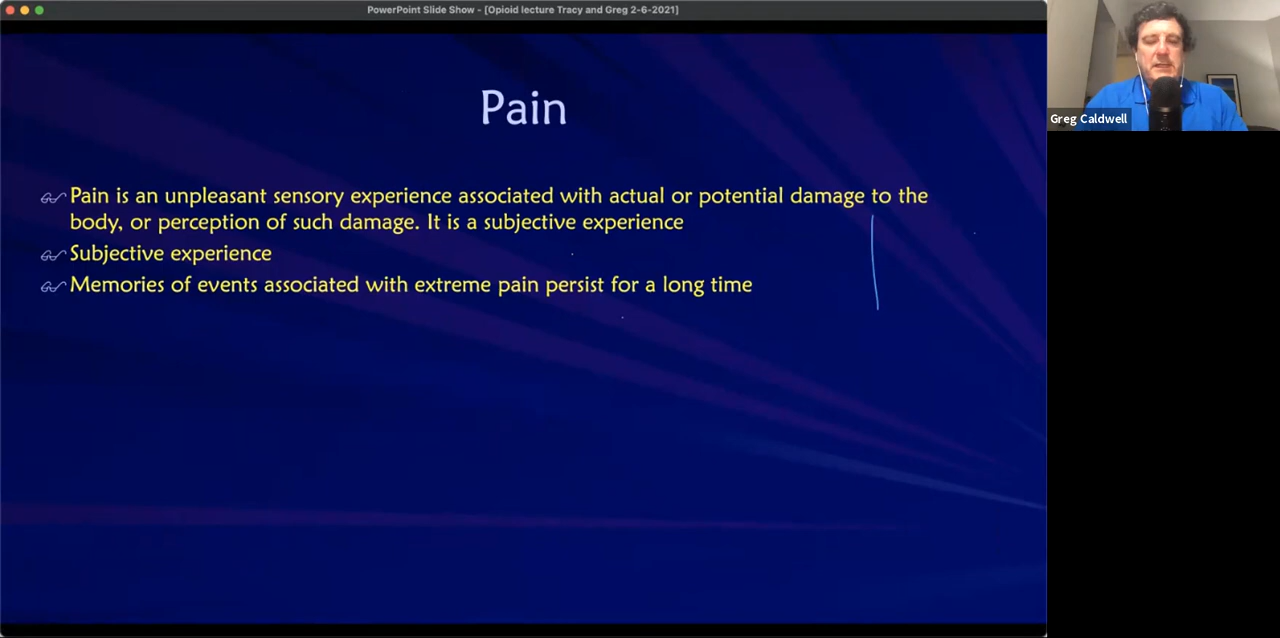 PowerPoint Slide Show - [Opioid lecture Tracy and Greg 2-6-2021]
Pain
Pain is an unpleasant sensory experience associated with actual or potential damage to the
body, or perception of such damage. It is a subjective experience
Subjective experience
Memories of events associated with extreme pain persist for a long time
Greg Caldwell